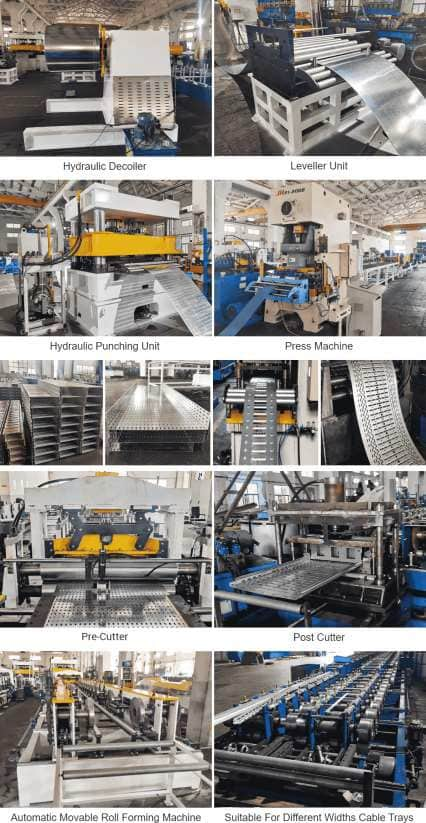 Hydraulic Decoiler
Leveller Unit
Hydraulic Punching Unit
Press Machine
Pre-Cutter
Post Cutter
Automatic Movable Roll Forming Machine
Suitable For Different Widths Cable Trays